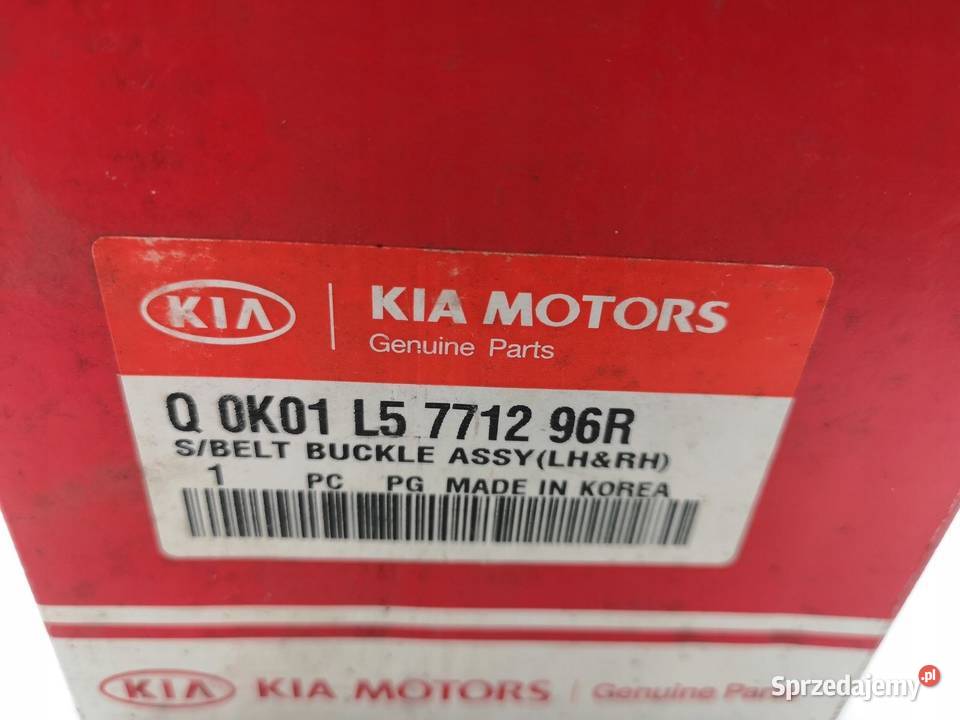 KIA KIA MOTORS
Genuine Parts
Q 0K01 L5 7712 96R
S/BELT BUCKLE ASSY(LH&RH)
1 PC PG MADE IN KOREA
KIA KIA MOTORS Genuine Parts
Sprzedajemy.pl